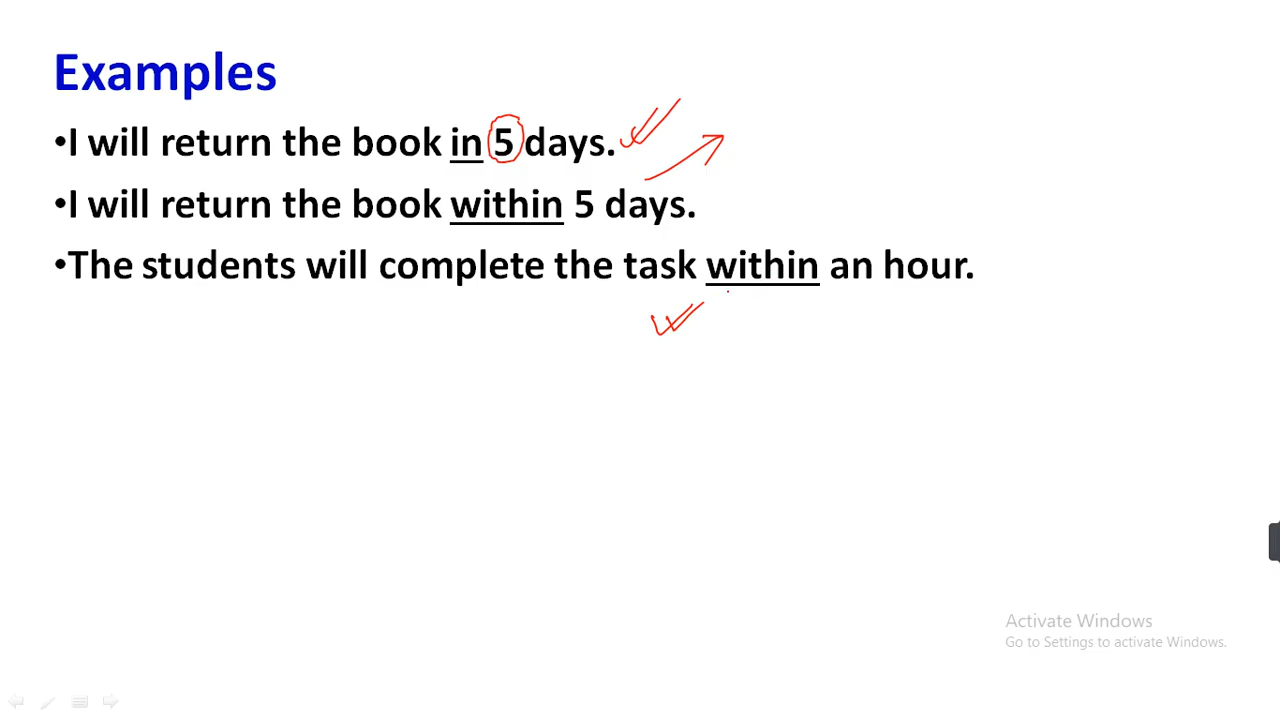 Examples
•I will return the book in 5 days.
•I will return the book within 5 days.
•The students will complete the task within an hour.
Activate Windows
Go to Settings to activate Windows.